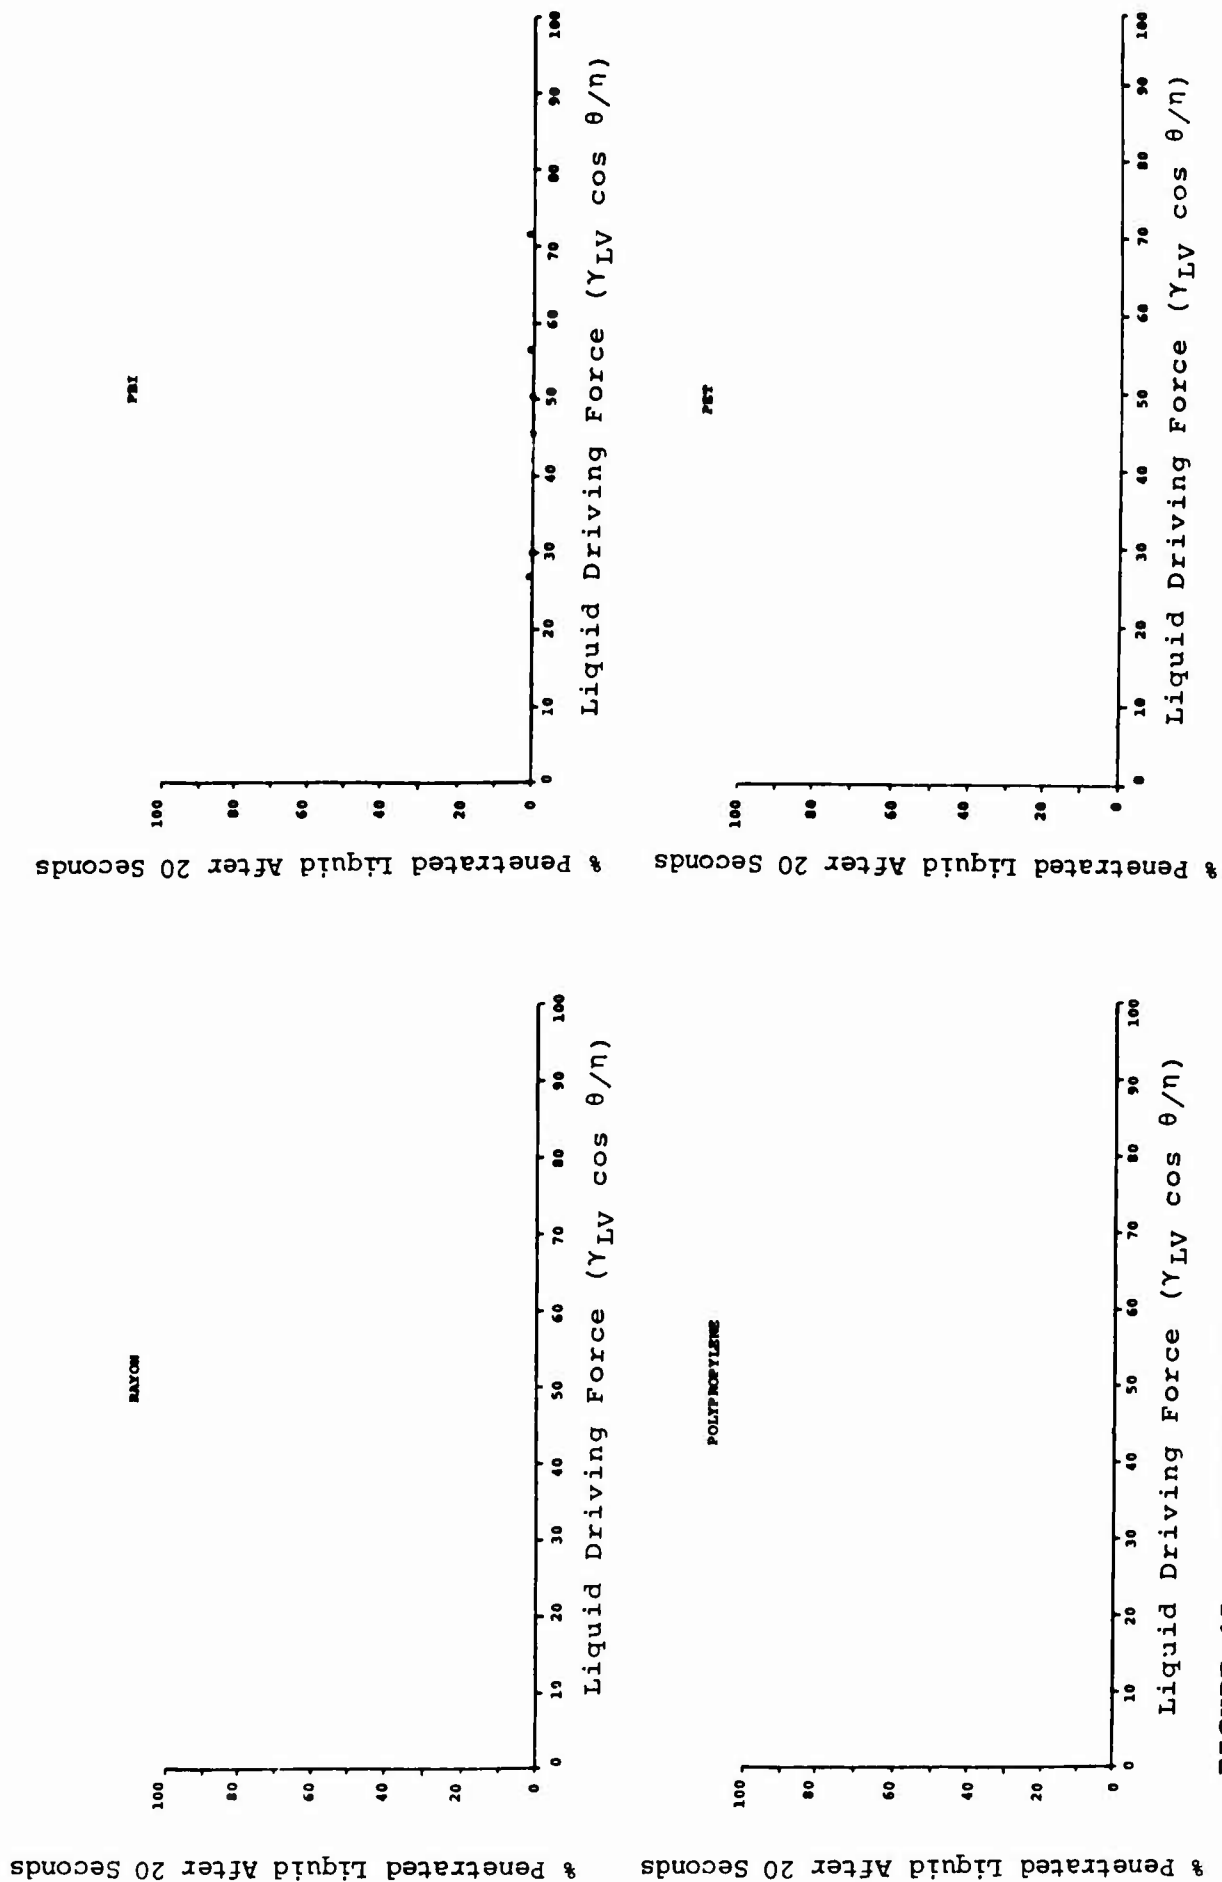 RAYON
% Penetrated Liquid After 20 Seconds
100
80
60
40
20
0
0 10 20 30 40 50 60 70 80 90 100
Liquid Driving Force (γLV cos θ/η)
PBI
% Penetrated Liquid After 20 Seconds
100
80
60
40
20
0
0 10 20 30 40 50 60 70 80 90 100
Liquid Driving Force (γLV cos θ/η)
POLYPROPYLENE
% Penetrated Liquid After 20 Seconds
100
80
60
40
20
0
0 10 20 30 40 50 60 70 80 90 100
Liquid Driving Force (γLV cos θ/η)
PET
% Penetrated Liquid After 20 Seconds
100
80
60
40
20
0
0 10 20 30 40 50 60 70 80 90 100
Liquid Driving Force (γLV cos θ/η)
FIGURE